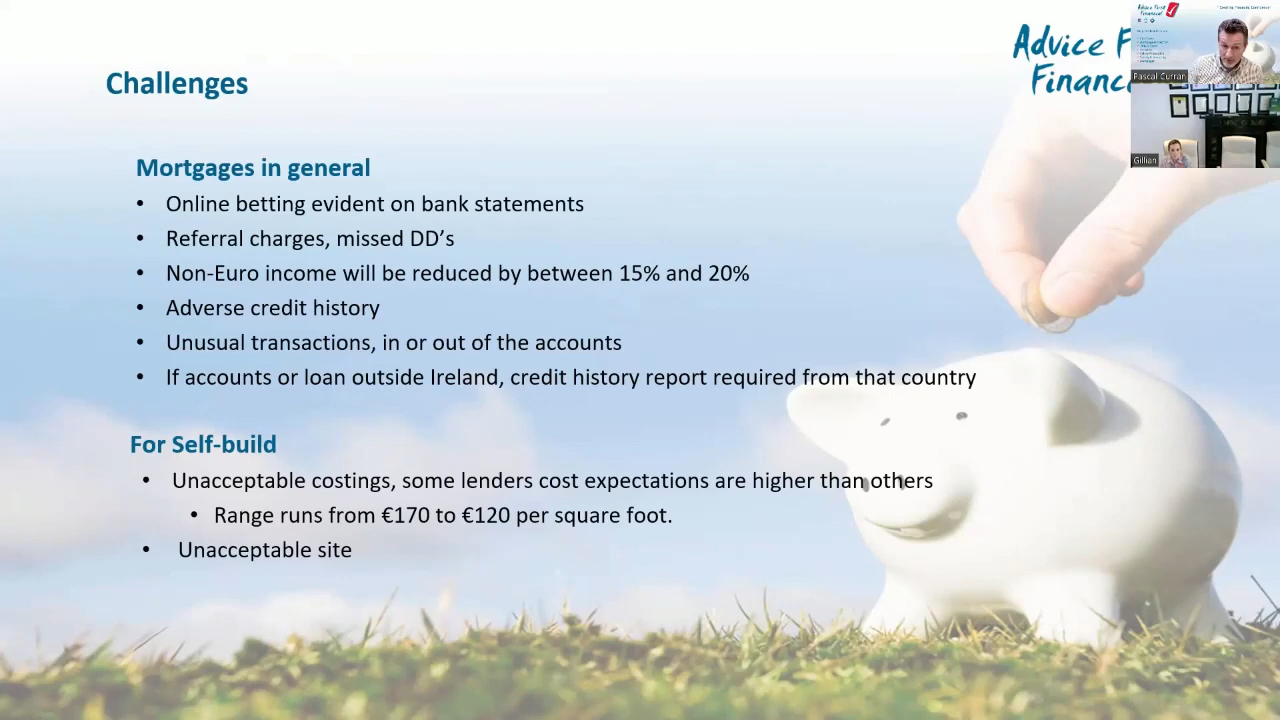 Challenges
Advice F
Financ
Mortgages in general
• Online betting evident on bank statements
• Referral charges, missed DD's
• Non-Euro income will be reduced by between 15% and 20%
• Adverse credit history
• Unusual transactions, in or out of the accounts
• If accounts or loan outside Ireland, credit history report required from that country
For Self-build
• Unacceptable costings, some lenders cost expectations are higher than others
• Range runs from €170 to €120 per square foot.
• Unacceptable site
Advice First
Financial
Pascal Curran
Gillian